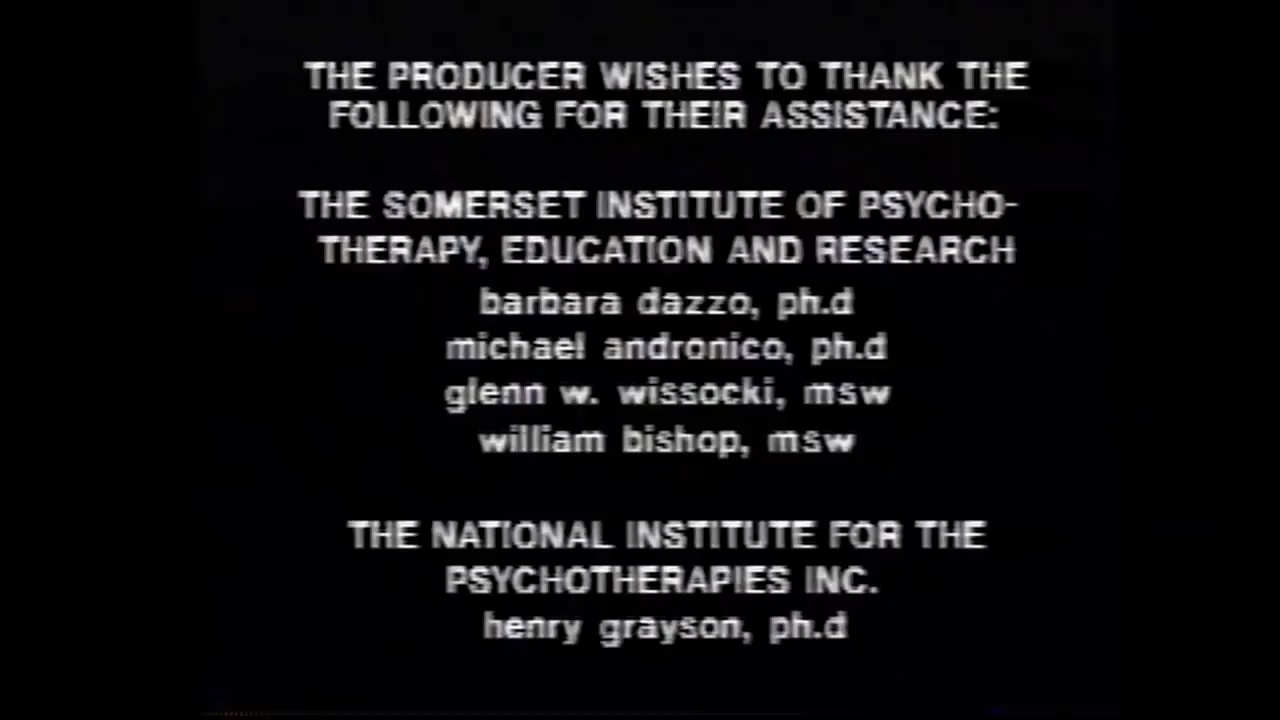 THE PRODUCER WISHES TO THANK THE
FOLLOWING FOR THEIR ASSISTANCE:
THE SOMERSET INSTITUTE OF PSYCHO-
THERAPY, EDUCATION AND RESEARCH
barbara dazzo, ph.d
michael andronico, ph.d
glenn w. wissocki, msw
william bishop, msw
THE NATIONAL INSTITUTE FOR THE
PSYCHOTHERAPIES INC.
henry grayson, ph.d